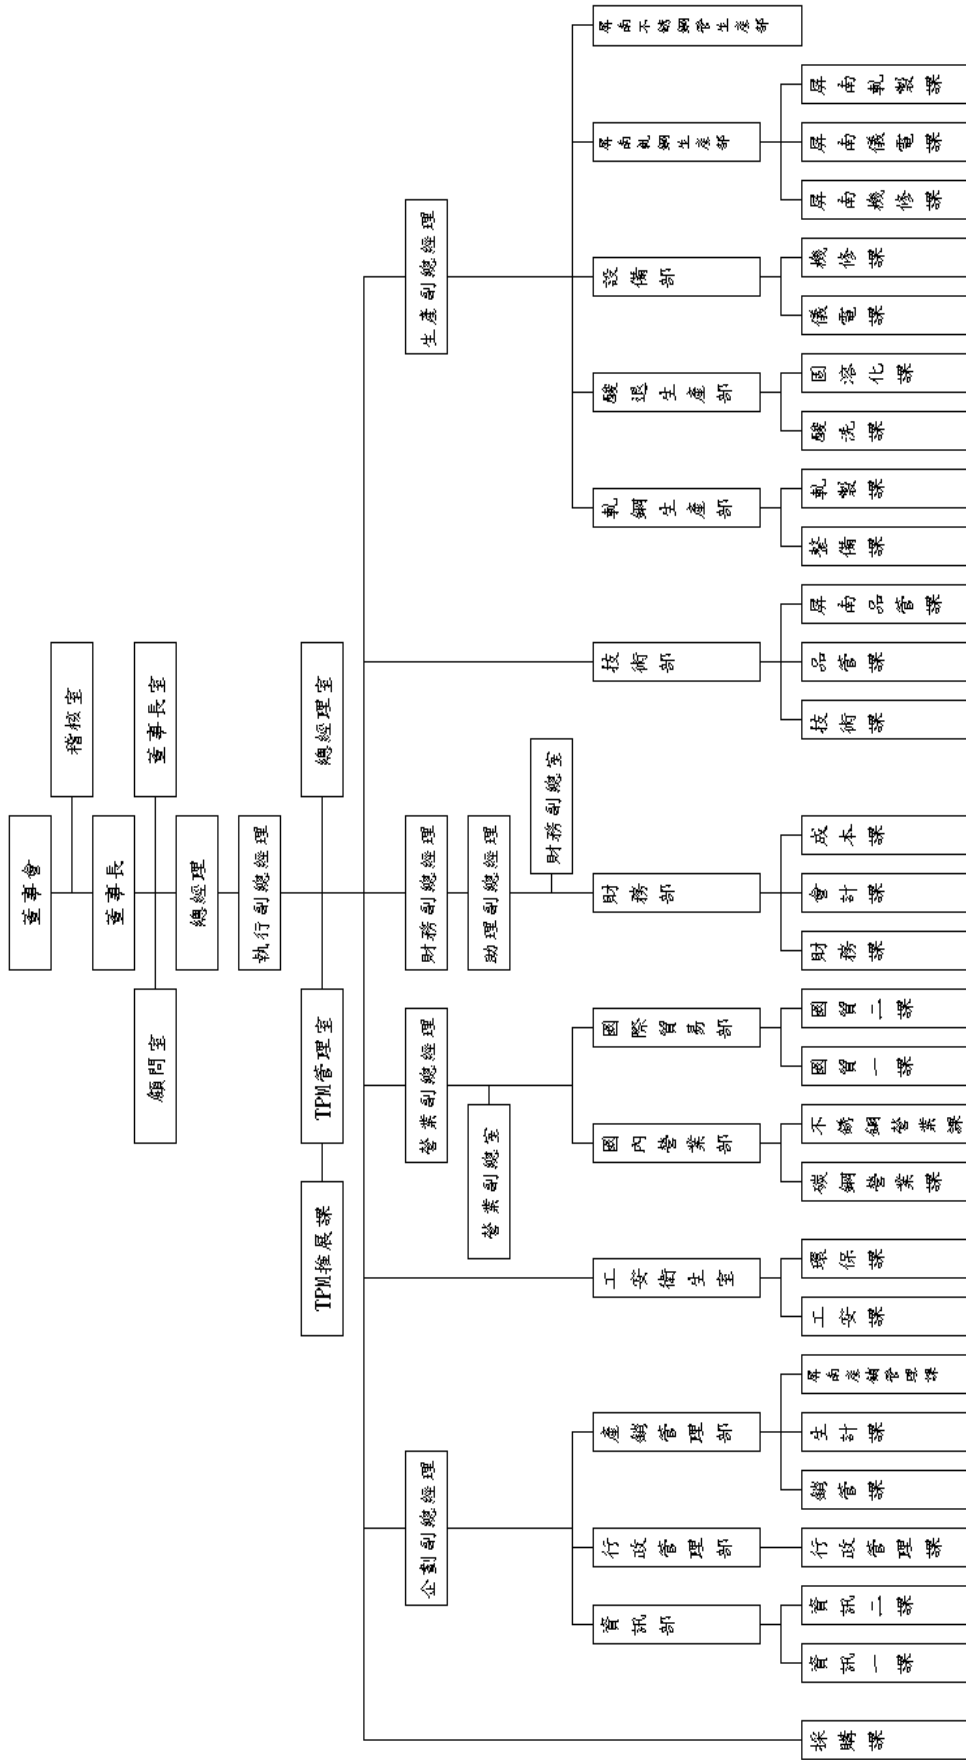 董事會
稽核室
董事長
董事長室
顧問室
總經理
執行副總經理
總經理室
TPM管理室
TPM推展課
企劃副總經理
營業副總經理
財務副總經理
生產副總經理
營業副總室
助理副總經理
財務副總室
資訊部
行政管理部
產銷管理部
工安衛生室
國內營業部
國際貿易部
財務部
技術部
軋鋼生產部
酸退生產部
設備部
屏南軋鋼生產部
屏南不銹鋼管生產部
採購課
資訊一課
資訊二課
行政管理課
銷管課
生計課
屏南產銷管理課
工安課
環保課
碳鋼營業課
不銹鋼營業課
國貿一課
國貿二課
財務課
會計課
成本課
技術課
品管課
屏南品管課
整備課
軋製課
酸洗課
固溶化課
儀電課
機修課
屏南機修課
屏南儀電課
屏南軋製課